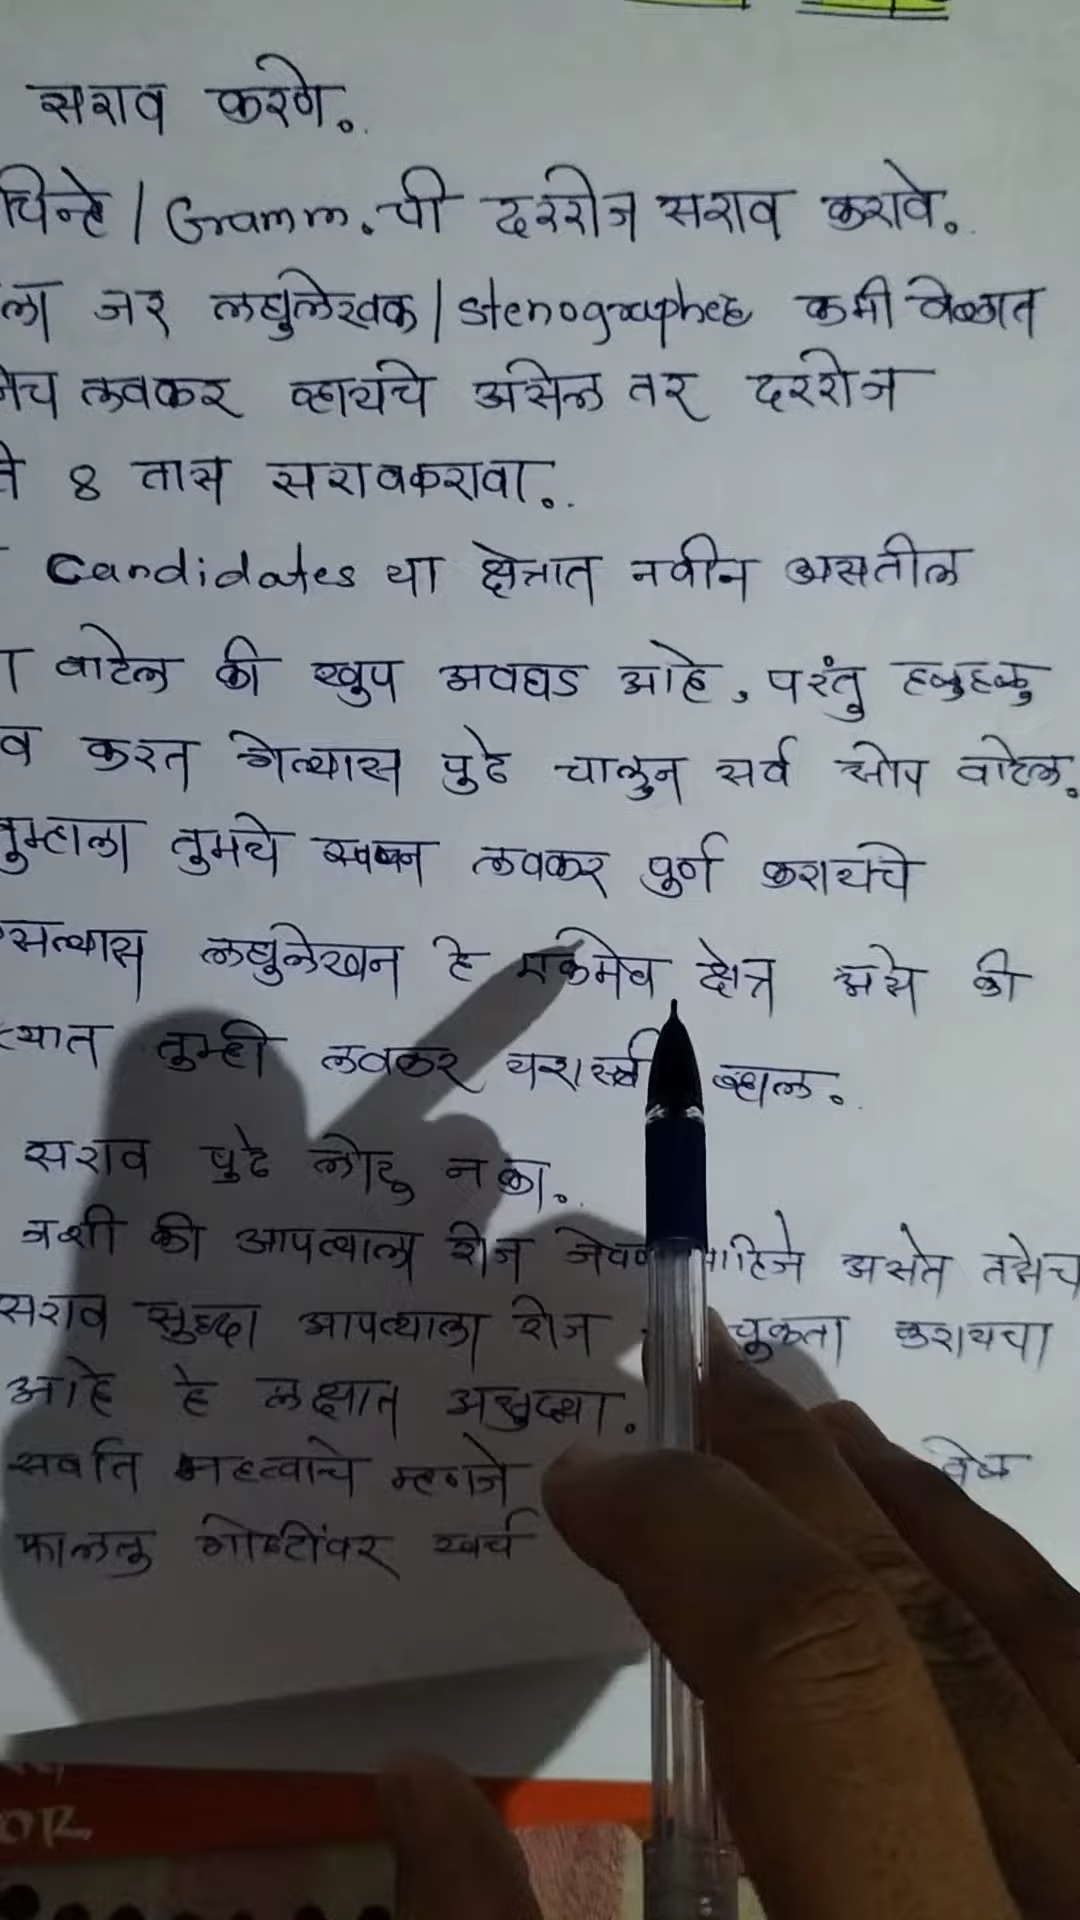 सराव करणे.
चिन्हे / Gramm. ची दररोज सराव करावे.
ला जर लघुलेखक / stenographer कमी वेळात
लवकर व्हायचे असेल तर दररोज
8 तास सरावकरावा.
Candidates या क्षेत्रात नवीन असतील
वाटेल की खुप अवघड आहे, परंतु हळुहळु
व करत गेल्यास पुढे चालुन सर्व सोप वाटेल.
तुम्हाला तुमचे स्वप्न लवकर पुर्ण करायचे
असल्यास लघुलेखन हे एकमेव क्षेत्र असे की
त्यात तुम्ही लवकर यशस्वी व्हाल.
सराव पुढे लोटु नका.
जशी की आपल्याला रोज जेवण पाहिजे असते तसेच
सराव सुद्धा आपल्याला रोज चुकता करायचा
आहे हे लक्षात असुद्या.
सर्वात महत्वाचे म्हणजे वेळ
फालतु गोष्टींवर खर्च
OR